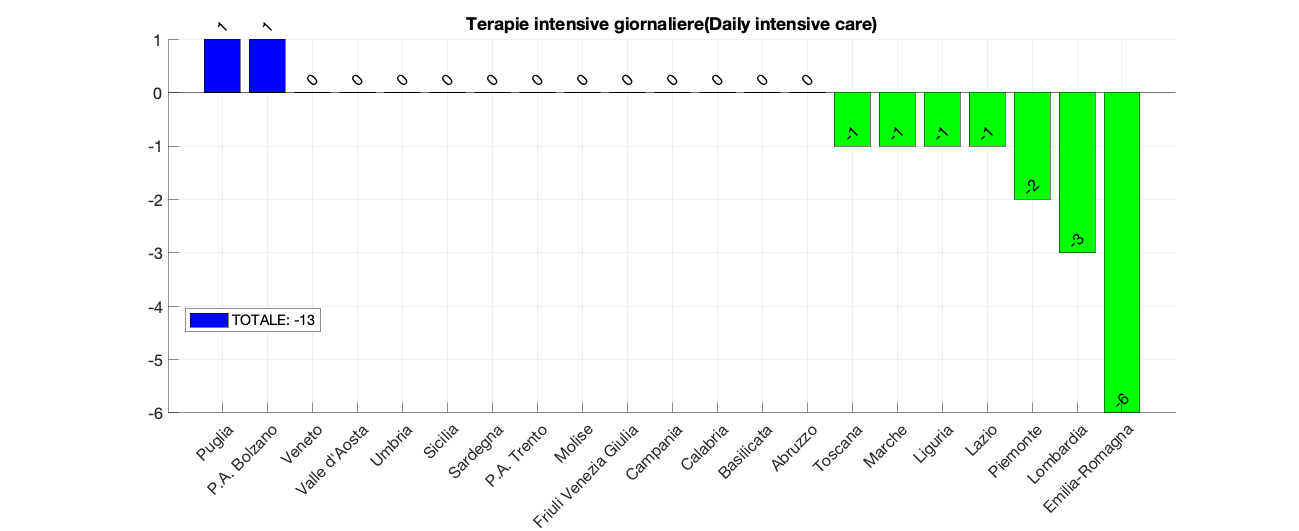 Terapie intensive giornaliere(Daily intensive care)
1 1 0 0 0 0 0 0 0 0 0 0 0 0 -1 -1 -1 -1 -2 -3 -6
1
0
-1
-2
-3
-4
-5
-6
TOTALE: -13
Puglia
P.A. Bolzano
Veneto
Valle d'Aosta
Umbria
Sicilia
Sardegna
P.A. Trento
Molise
Friuli Venezia Giulia
Campania
Calabria
Basilicata
Abruzzo
Toscana
Marche
Liguria
Lazio
Piemonte
Lombardia
Emilia-Romagna